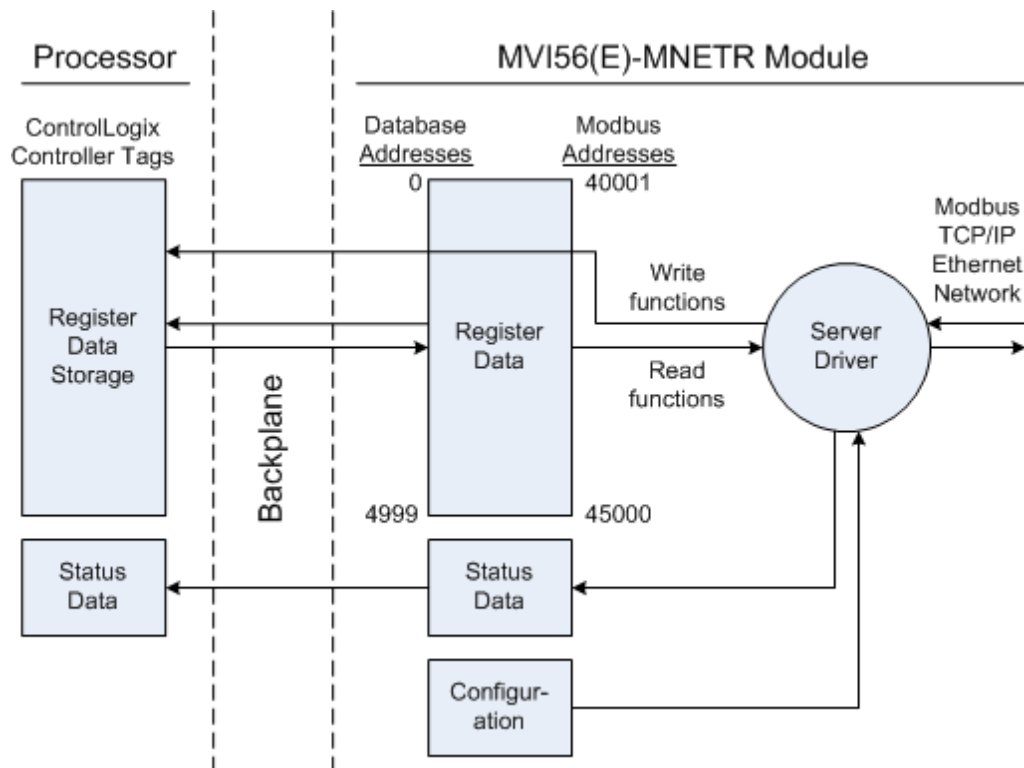 Processor
MVI56(E)-MNETR Module
ControlLogix
Controller Tags
Database
Addresses
Modbus
Addresses
0
40001
Modbus
TCP/IP
Ethernet
Network
Write
functions
Register
Data
Storage
Register
Data
Server
Driver
Read
functions
Backplane
4999
45000
Status
Data
Status
Data
Configur-
ation